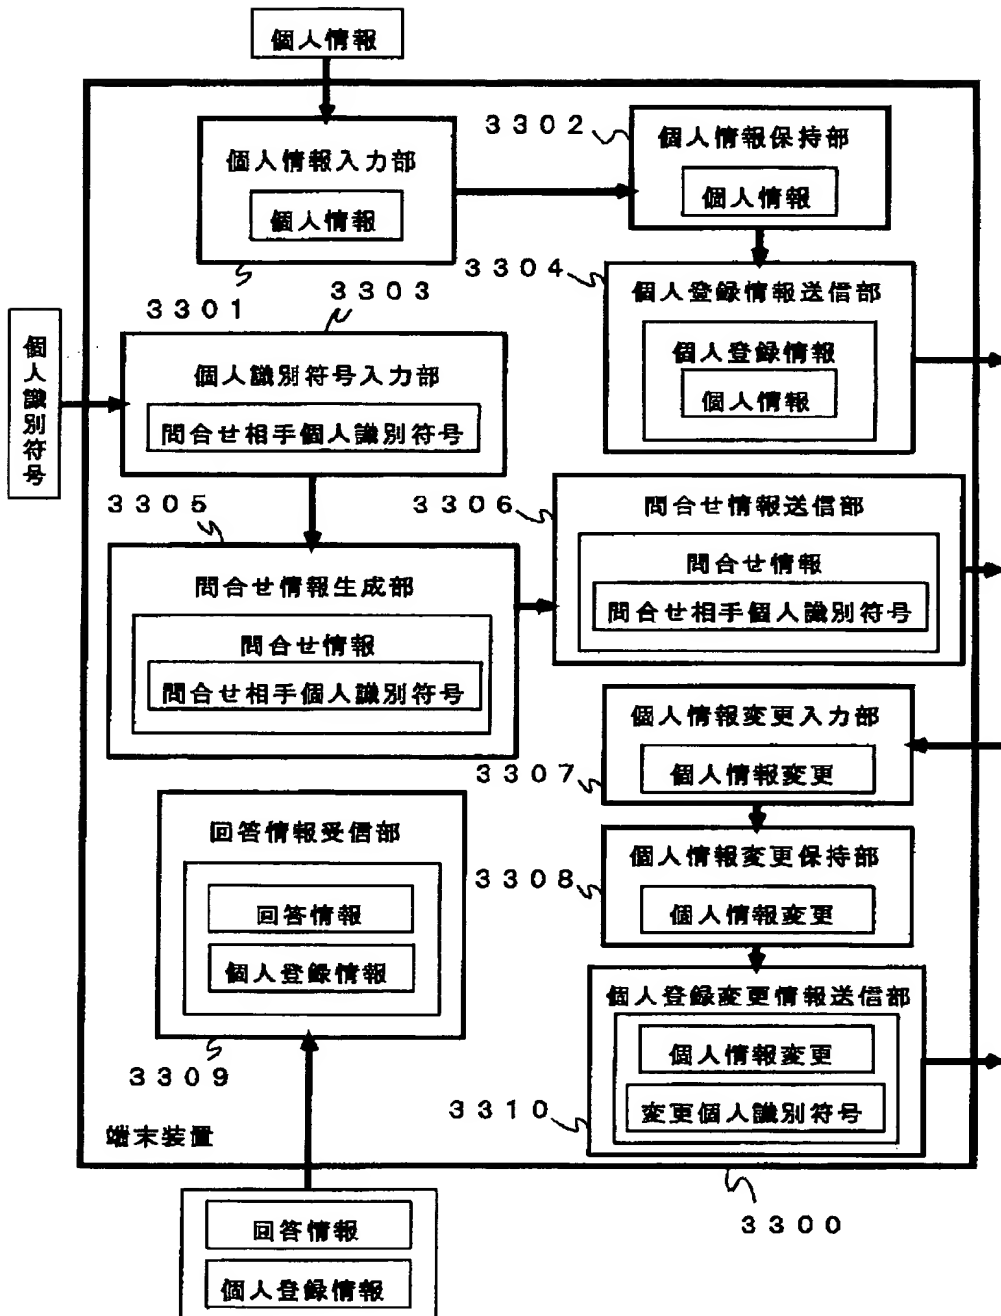 個人情報
個人情報入力部
個人情報
3301
3302
個人情報保持部
個人情報
3303
3304
個人登録情報送信部
個人登録情報
個人情報
個人識別符号
個人識別符号入力部
問合せ相手個人識別符号
3305
問合せ情報生成部
問合せ情報
問合せ相手個人識別符号
3306
問合せ情報送信部
問合せ情報
問合せ相手個人識別符号
個人情報変更入力部
個人情報変更
3307
回答情報受信部
回答情報
個人登録情報
3309
個人情報変更保持部
個人情報変更
3308
個人登録変更情報送信部
個人情報変更
変更個人識別符号
3310
端末装置
3300
回答情報
個人登録情報